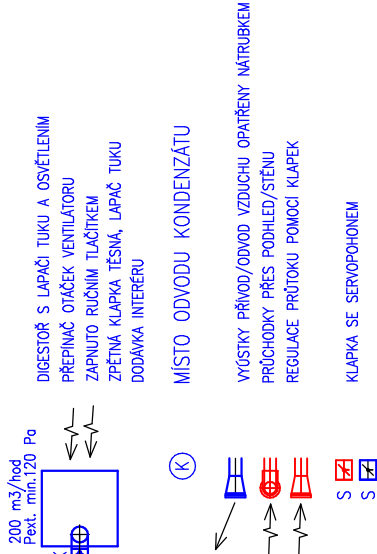 200 m3/hod
Pext. min.120 Pa
DIGESTOŘ S LAPAČI TUKU A OSVĚTLENÍM
PŘEPÍNAČ OTÁČEK VENTILÁTORU
ZAPNUTO RUČNÍM TLAČÍTKEM
ZPĚTNÁ KLAPKA TĚSNÁ, LAPAČ TUKU
DODÁVKA INTERÉRU
K
MÍSTO ODVODU KONDENZÁTU
VYÚSTKY PŘÍVOD/ODVOD VZDUCHU OPATŘENY NÁTRUBKEM
PRŮCHODKY PŘES PODHLED/STĚNU
REGULACE PRŮTOKU POMOCÍ KLAPEK
S
S
KLAPKA SE SERVOPOHONEM